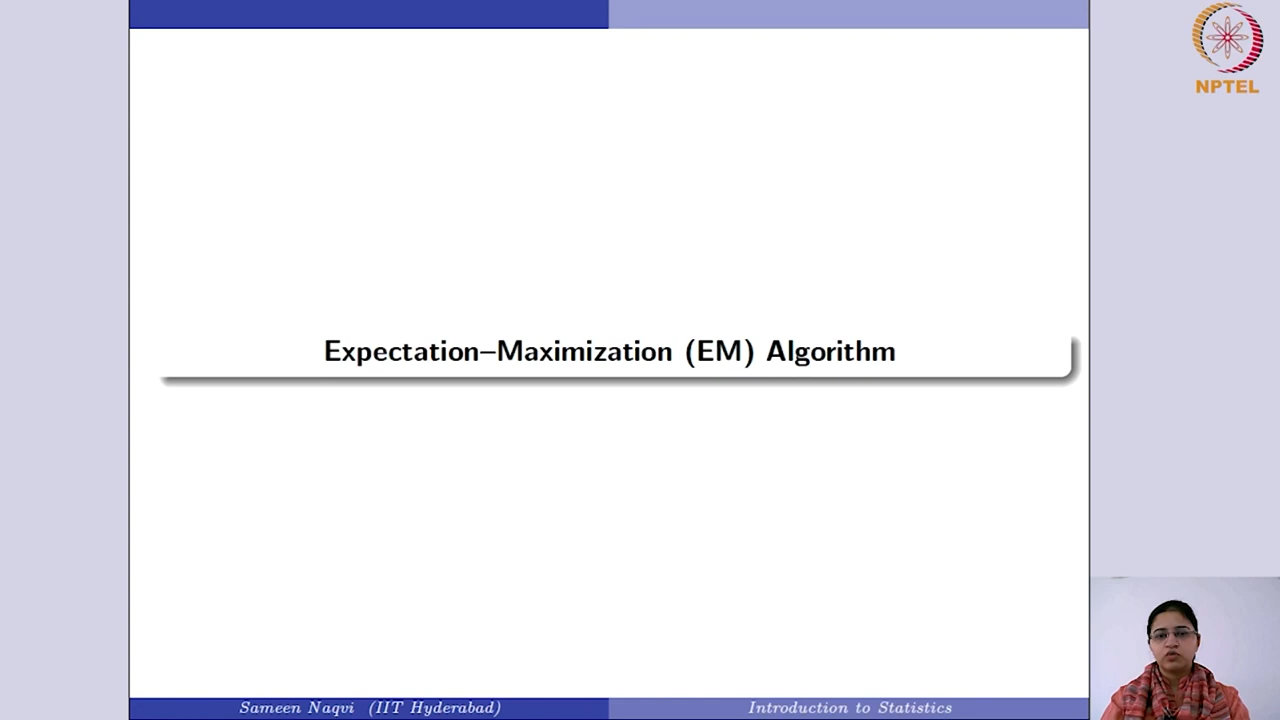 NPTEL
Expectation–Maximization (EM) Algorithm
Sameen Naqvi (IIT Hyderabad)
Introduction to Statistics